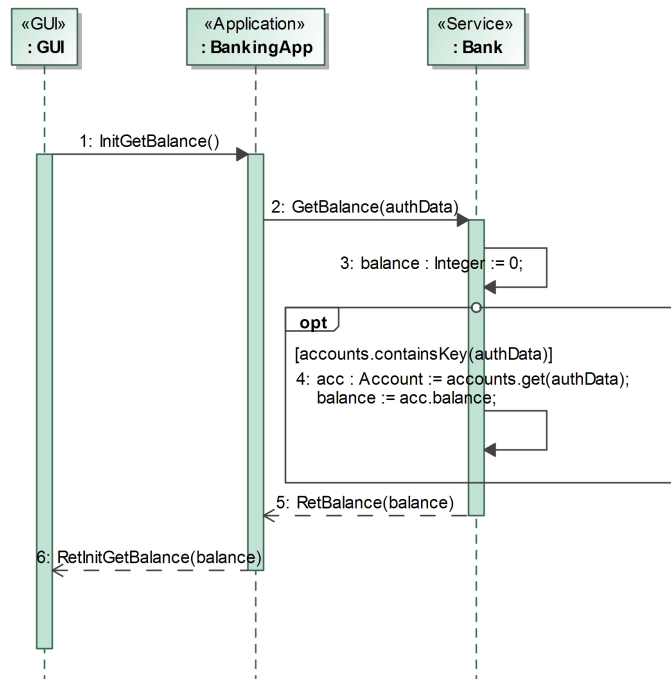 «GUI»
: GUI
«Application»
: BankingApp
«Service»
: Bank
1: InitGetBalance()
2: GetBalance(authData)
3: balance : Integer := 0;
opt
[accounts.containsKey(authData)]
4: acc : Account := accounts.get(authData);
balance := acc.balance;
5: RetBalance(balance)
6: RetInitGetBalance(balance)